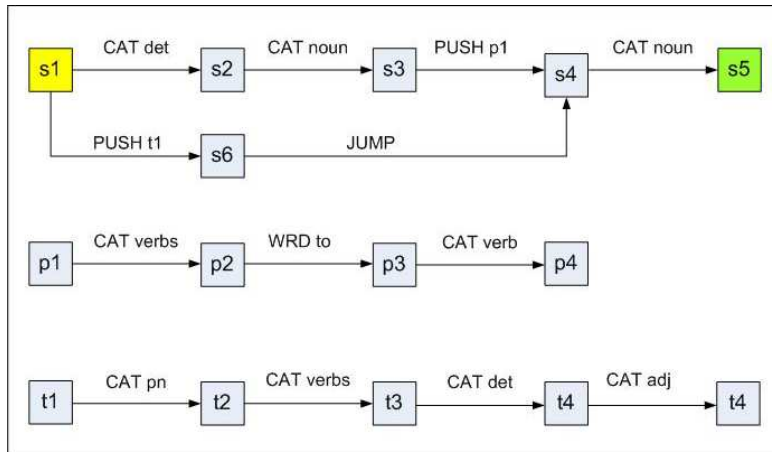 CAT det CAT noun PUSH p1 CAT noun
s1 s2 s3 s4 s5
PUSH t1 JUMP
s6
CAT verbs WRD to CAT verb
p1 p2 p3 p4
CAT pn CAT verbs CAT det CAT adj
t1 t2 t3 t4 t4